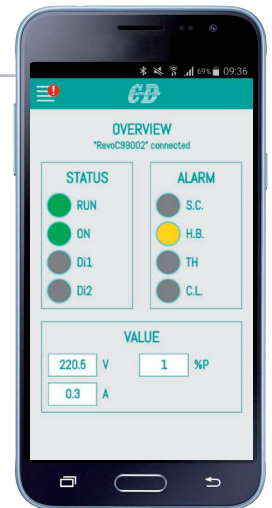 69% 09:36
!
CD
OVERVIEW
"RevoC99002" connected
STATUS
RUN
ON
Di1
Di2
ALARM
S.C.
H.B.
TH
C.L.
VALUE
220.5 V
1 %P
0.3 A